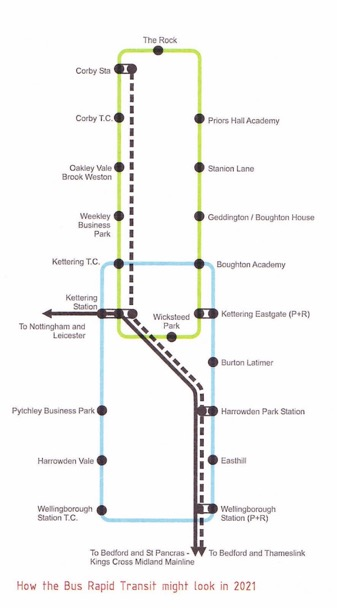 The Rock
Corby Sta
Corby T.C.
Priors Hall Academy
Oakley Vale
Brook Weston
Stanion Lane
Weekley
Business
Park
Geddington / Boughton House
Kettering T.C.
Boughton Academy
Kettering
Station
Wicksteed
Park
Kettering Eastgate (P+R)
To Nottingham and
Leicester
Burton Latimer
Pytchley Business Park
Harrowden Park Station
Harrowden Vale
Easthill
Wellingborough
Station T.C.
Wellingborough
Station (P+R)
To Bedford and St Pancras -
Kings Cross Midland Mainline
To Bedford and Thameslink
How the Bus Rapid Transit might look in 2021